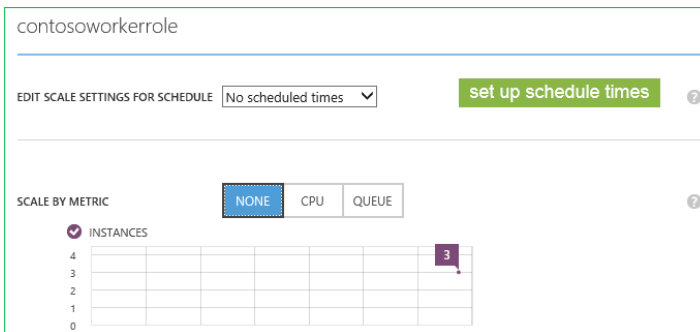 contosoworkerrole
EDIT SCALE SETTINGS FOR SCHEDULE No scheduled times set up schedule times ?
SCALE BY METRIC NONE CPU QUEUE ?
INSTANCES
4
3
3
2
1
0